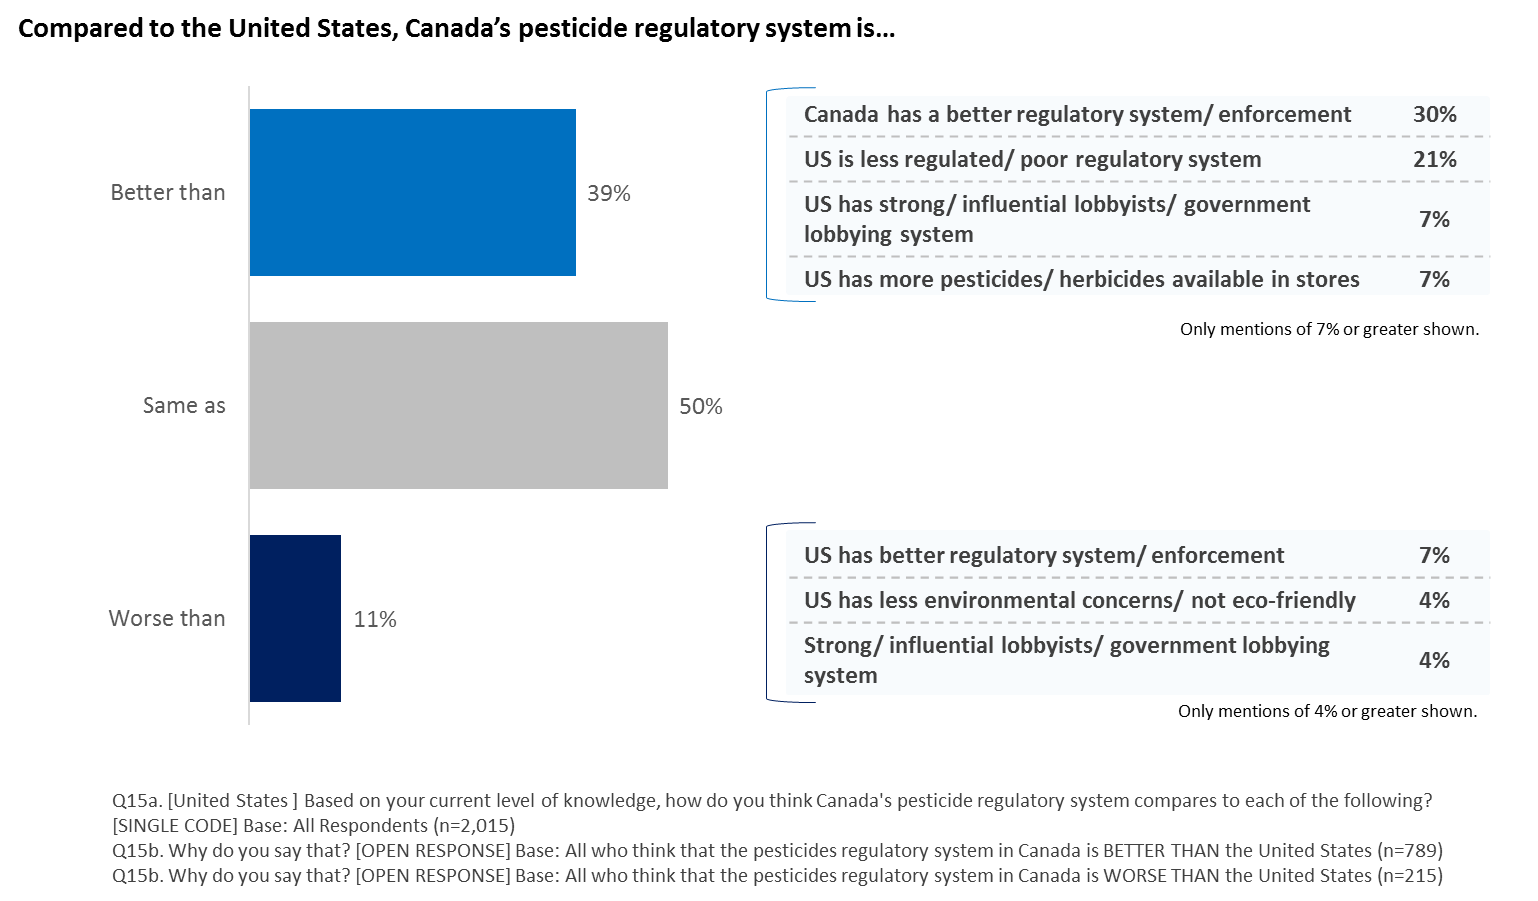 Compared to the United States, Canada’s pesticide regulatory system is…
Better than
39%
Canada has a better regulatory system/ enforcement 30%
US is less regulated/ poor regulatory system 21%
US has strong/ influential lobbyists/ government
lobbying system
7%
US has more pesticides/ herbicides available in stores 7%
Only mentions of 7% or greater shown.
Same as
50%
Worse than
11%
US has better regulatory system/ enforcement 7%
US has less environmental concerns/ not eco-friendly 4%
Strong/ influential lobbyists/ government lobbying
system
4%
Only mentions of 4% or greater shown.
Q15a. [United States ] Based on your current level of knowledge, how do you think Canada's pesticide regulatory system compares to each of the following?
[SINGLE CODE] Base: All Respondents (n=2,015)
Q15b. Why do you say that? [OPEN RESPONSE] Base: All who think that the pesticides regulatory system in Canada is BETTER THAN the United States (n=789)
Q15b. Why do you say that? [OPEN RESPONSE] Base: All who think that the pesticides regulatory system in Canada is WORSE THAN the United States (n=215)